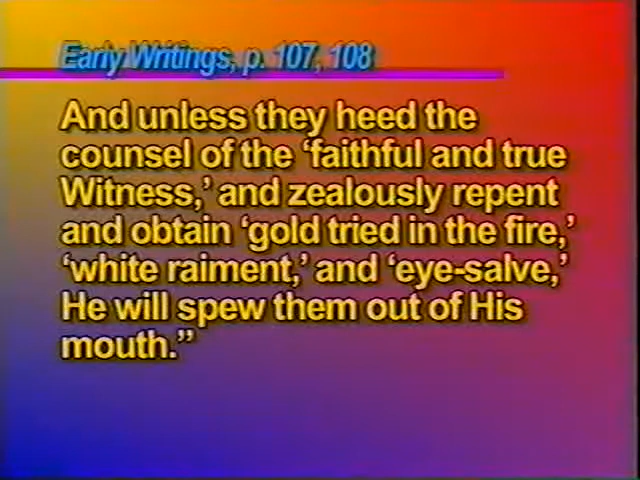 Early Writings, p. 107, 108
And unless they heed the
counsel of the ‘faithful and true
Witness,’ and zealously repent
and obtain ‘gold tried in the fire,’
‘white raiment,’ and ‘eye-salve,’
He will spew them out of His
mouth.”